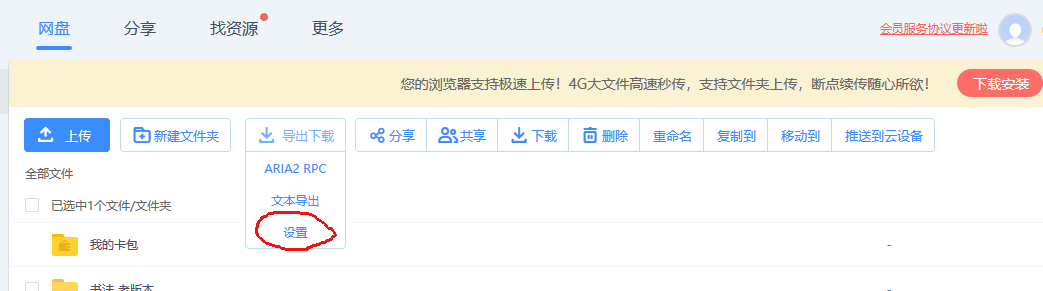 网盘 分享 找资源 更多 会员服务协议更新啦
您的浏览器支持极速上传！4G大文件高速秒传，支持文件夹上传，断点续传随心所欲！ 下载安装
上传 新建文件夹 导出下载 分享 共享 下载 删除 重命名 复制到 移动到 推送到云设备
ARIA2 RPC
全部文件
文本导出
已选中1个文件/文件夹
设置
我的卡包 -
书法 老版本 -